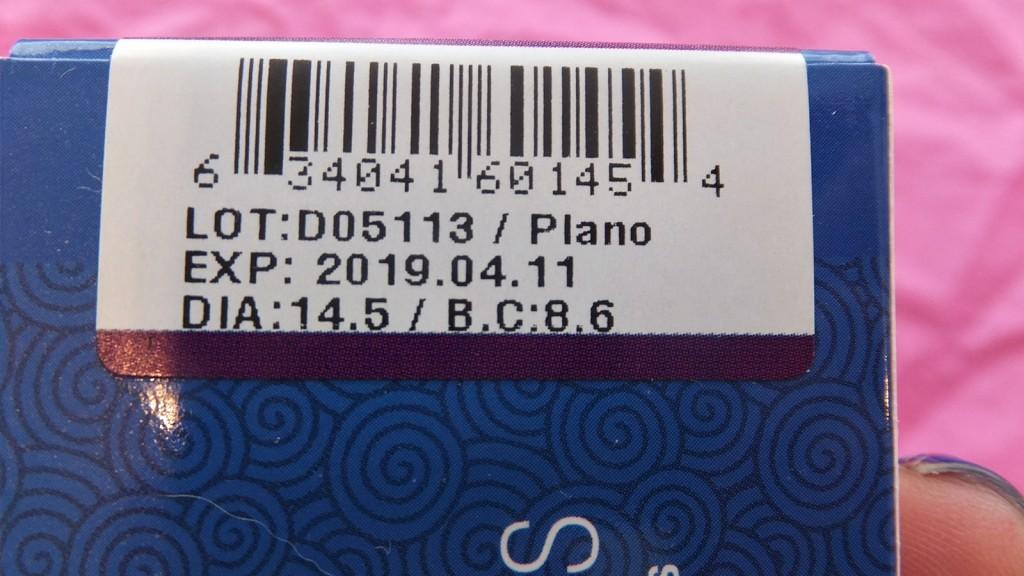 6 34041 60145 4
LOT:D05113 / Plano
EXP: 2019.04.11
DIA:14.5 / B.C:8.6
S
s